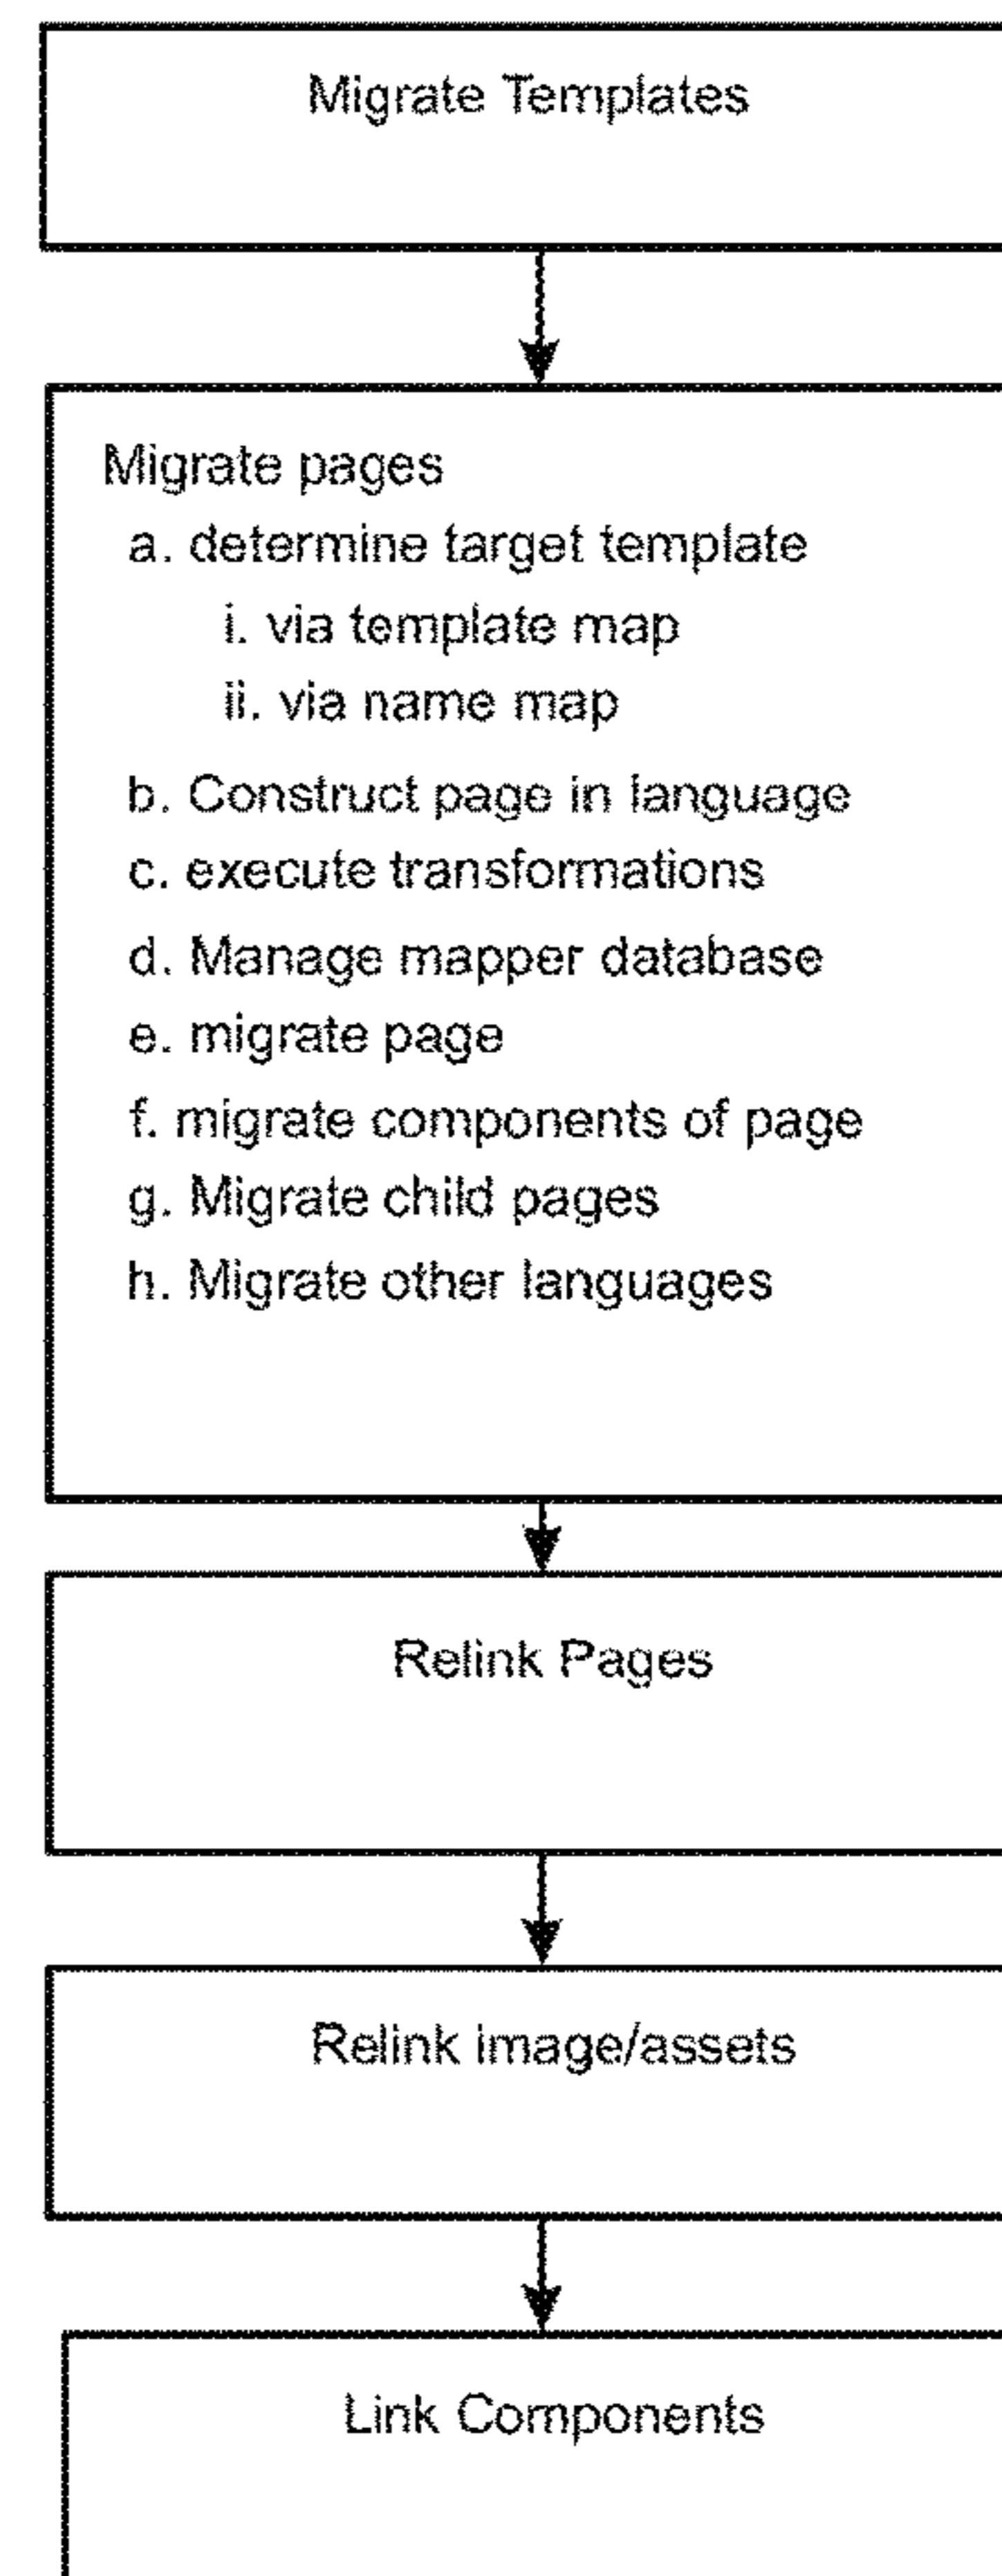 Migrate Templates
Migrate pages
a. determine target template
i. via template map
ii. via name map
b. Construct page in language
c. execute transformations
d. Manage mapper database
e. migrate page
f. migrate components of page
g. Migrate child pages
h. Migrate other languages
Relink Pages
Relink image/assets
Link Components